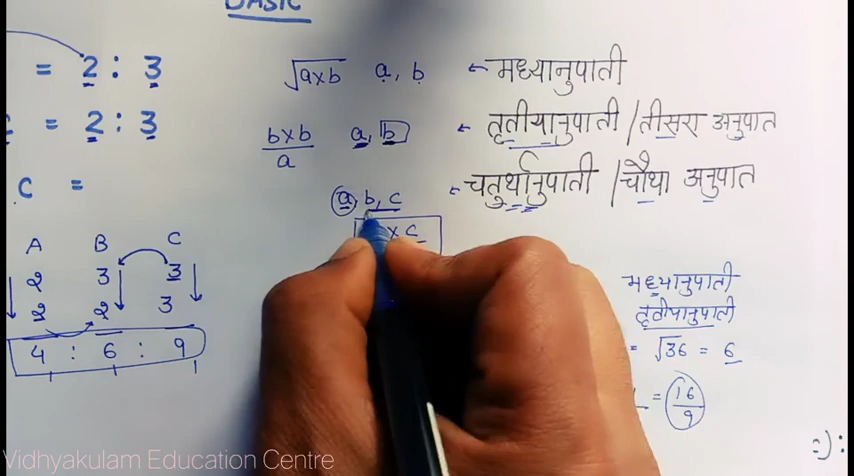 BASIC
= 2 : 3
= 2 : 3
C =
A B C
2 3 3
2 2 3
4 : 6 : 9
√a×b a, b ← मध्यानुपाती
b×b/a a, b ← तृतीयानुपाती / तीसरा अनुपात
a, b, c ← चतुर्थानुपाती / चौथा अनुपात
× c
मध्यानुपाती
तृतीयानुपाती
= √36 = 6
= 16/9
Vidhyakulam Education Centre